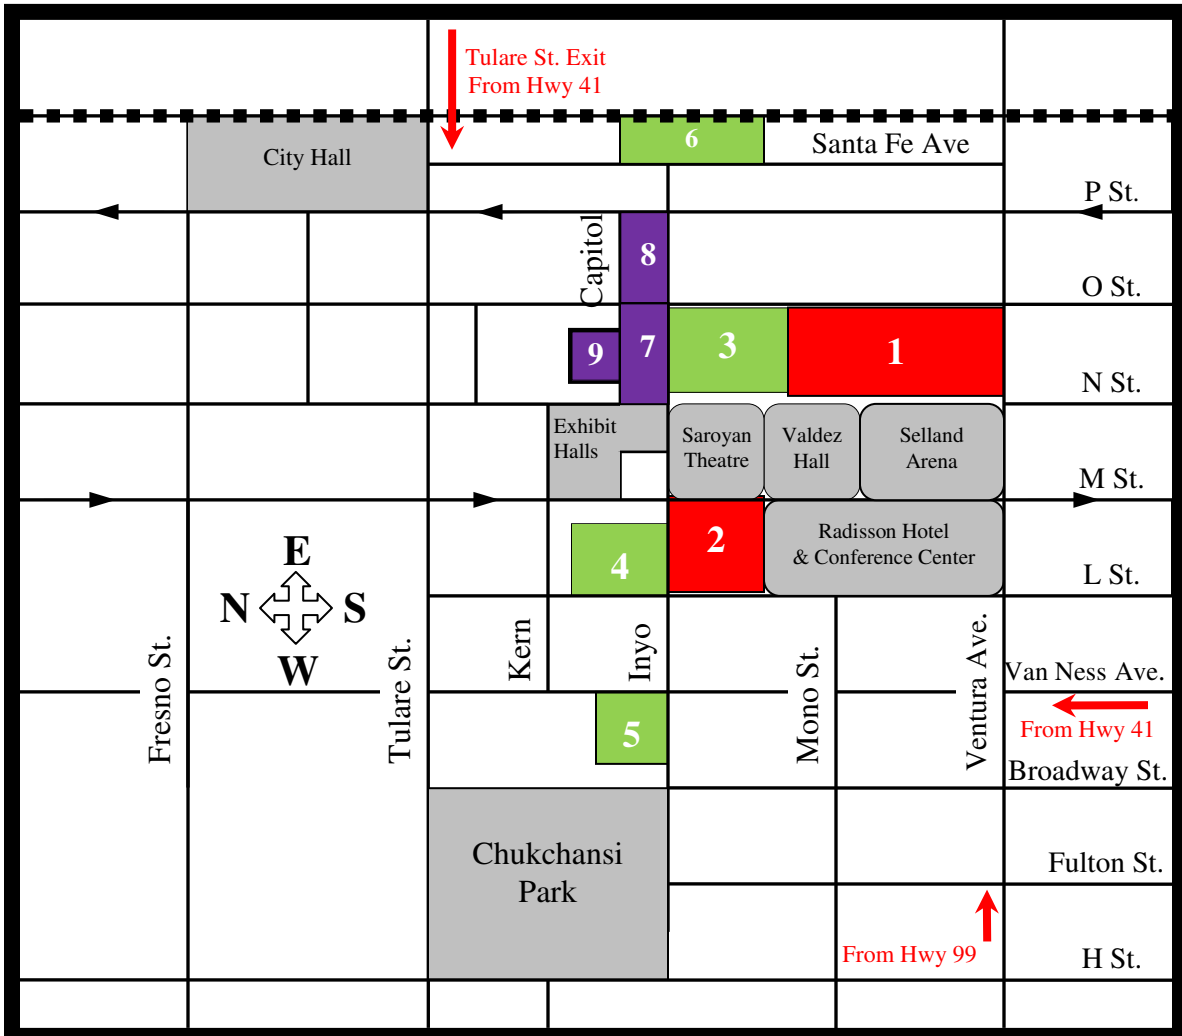 Tulare St. Exit
From Hwy 41
City Hall
6
Santa Fe Ave
P St.
Capitol
8
O St.
9
7
3
1
N St.
Exhibit
Halls
Saroyan
Theatre
Valdez
Hall
Selland
Arena
M St.
4
2
Radisson Hotel
& Conference Center
L St.
E
N
S
W
Fresno St.
Tulare St.
Kern
Inyo
Mono St.
Ventura Ave.
Van Ness Ave.
From Hwy 41
5
Broadway St.
Chukchansi
Park
Fulton St.
From Hwy 99
H St.